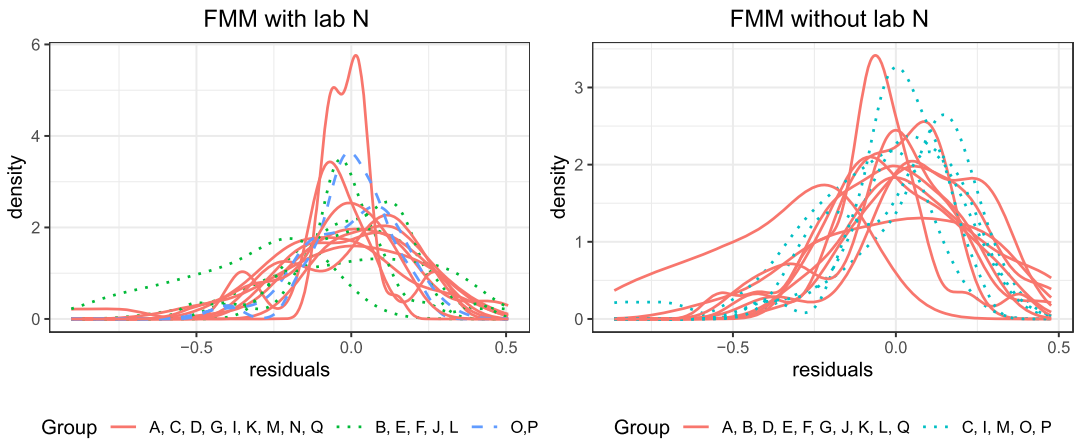 FMM with lab N
FMM without lab N
6
4
2
0
density
−0.5
0.0
0.5
residuals
3
2
1
0
density
−0.5
0.0
0.5
residuals
Group A, C, D, G, I, K, M, N, Q B, E, F, J, L O,P
Group A, B, D, E, F, G, J, K, L, Q C, I, M, O, P